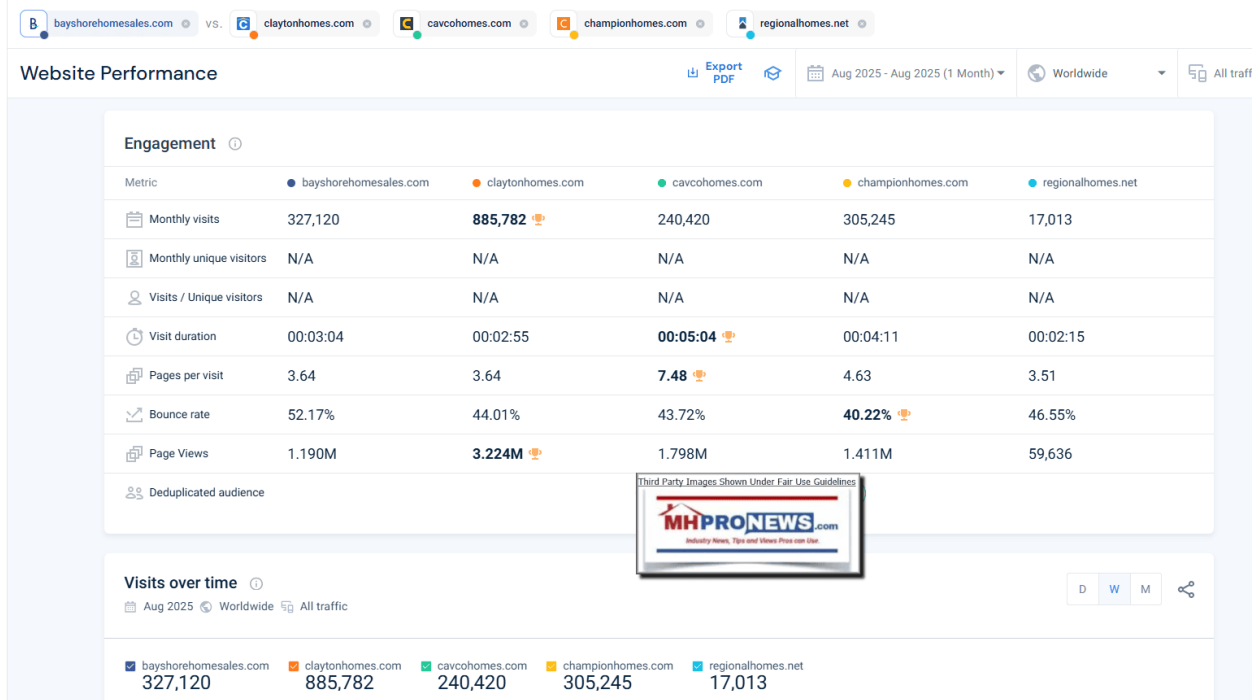 B bayshorehomesales.com vs. C claytonhomes.com C cavcohomes.com C championhomes.com regionalhomes.net
Website Performance Export PDF Aug 2025 - Aug 2025 (1 Month) Worldwide All traff
Engagement
Metric bayshorehomesales.com claytonhomes.com cavcohomes.com championhomes.com regionalhomes.net
Monthly visits 327,120 885,782 240,420 305,245 17,013
Monthly unique visitors N/A N/A N/A N/A N/A
Visits / Unique visitors N/A N/A N/A N/A N/A
Visit duration 00:03:04 00:02:55 00:05:04 00:04:11 00:02:15
Pages per visit 3.64 3.64 7.48 4.63 3.51
Bounce rate 52.17% 44.01% 43.72% 40.22% 46.55%
Page Views 1.190M 3.224M 1.798M 1.411M 59,636
Deduplicated audience
Third Party Images Shown Under Fair Use Guidelines
MHPRONEWS.com
Industry News, Tips and Views Pros can Use.
Visits over time D W M
Aug 2025 Worldwide All traffic
bayshorehomesales.com claytonhomes.com cavcohomes.com championhomes.com regionalhomes.net
327,120 885,782 240,420 305,245 17,013